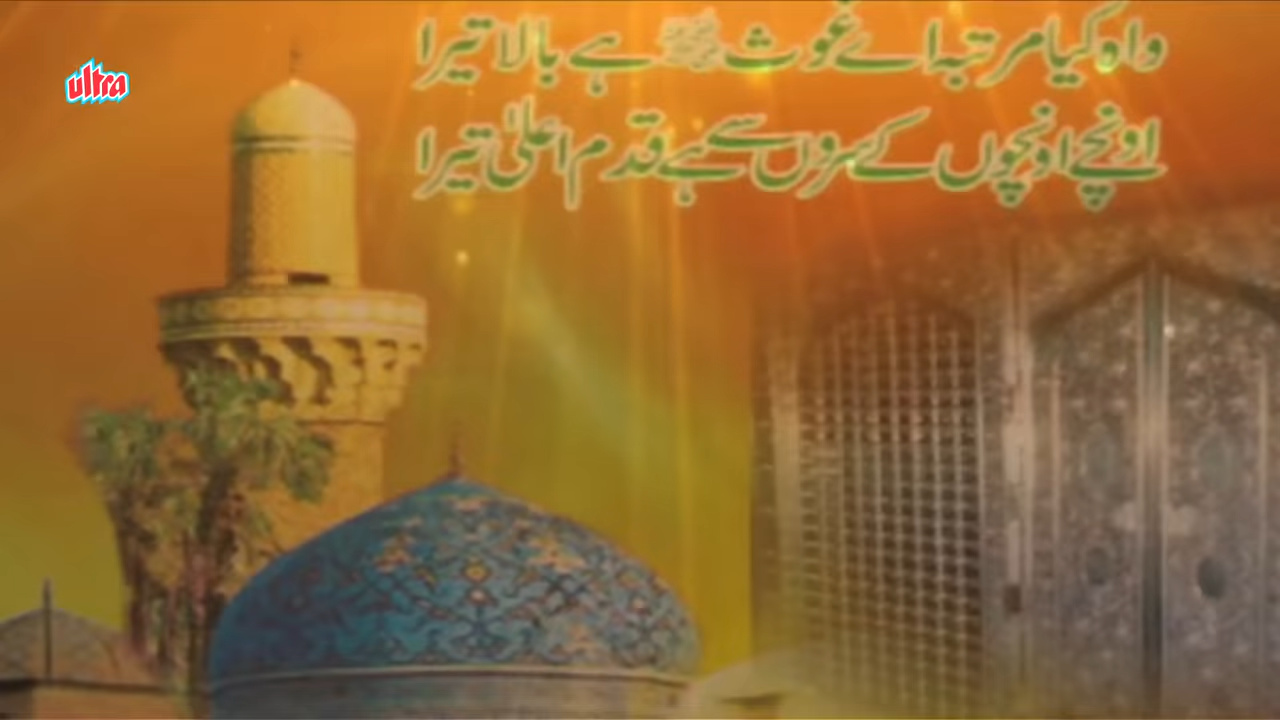 ultra
واہ کیا مرتبہ اے غوث ہے بالا تیرا
اونچے اونچوں کے سروں سے ہے قدم اعلیٰ تیرا